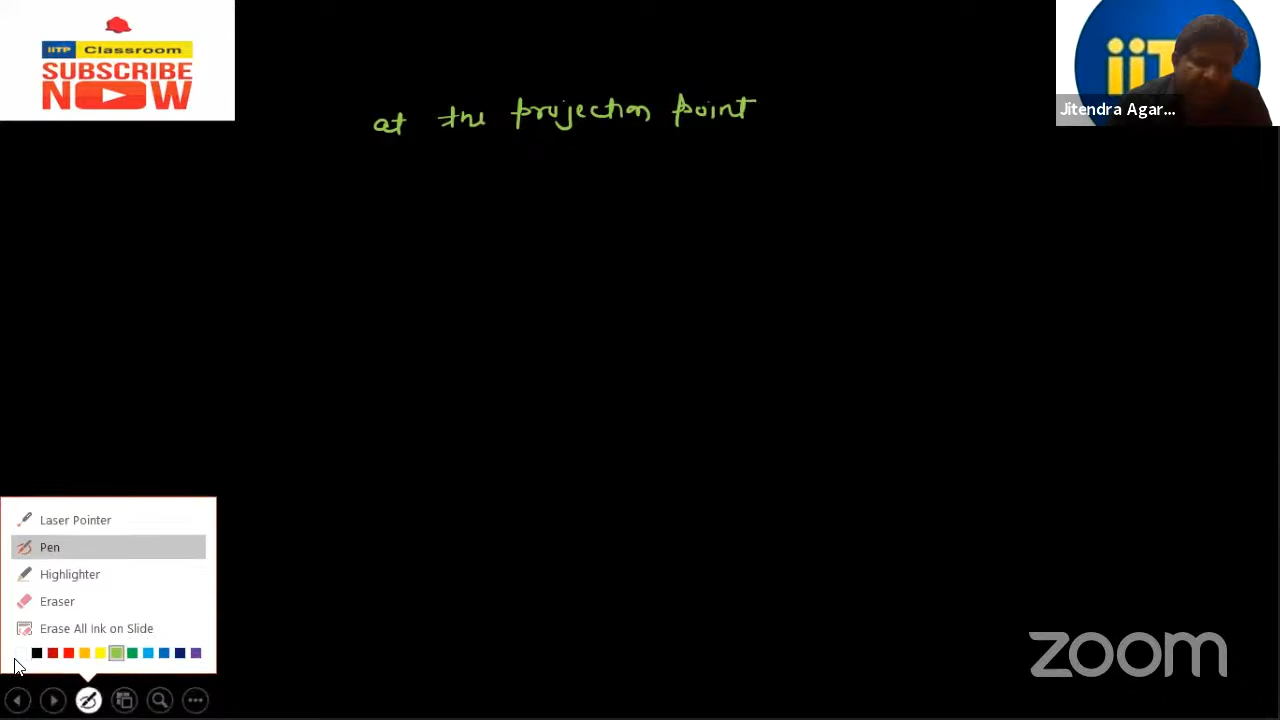 IITP Classroom
SUBSCRIBE
NOW
at the projection point
iiT
Jitendra Agar...
Laser Pointer
Pen
Highlighter
Eraser
Erase All Ink on Slide
zoom